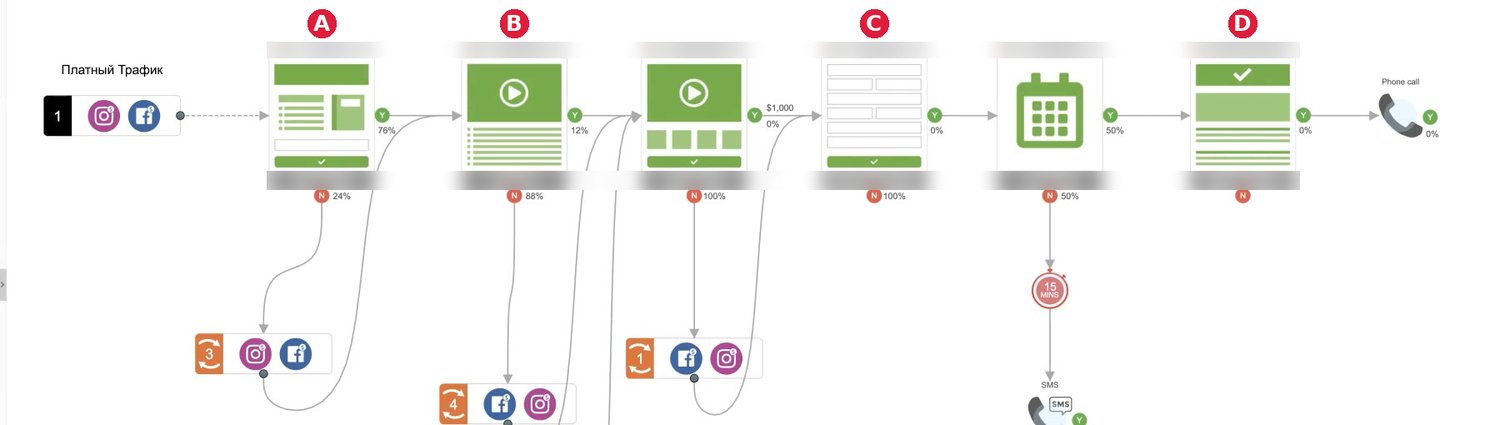 A
B
C
D
Платный Трафик
1
Y
76%
Y
12%
Y
$1,000
0%
Y
0%
Y
50%
Y
0%
Phone call
Y
0%
N 24%
N 88%
N 100%
N 100%
N 50%
N
15
MINS
3
1
4
SMS
SMS
Y